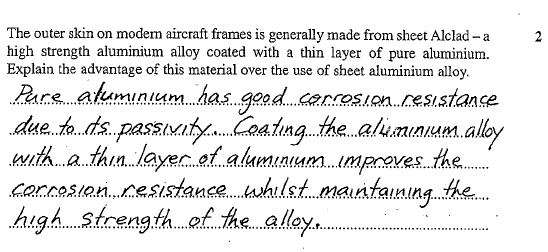 The outer skin on modern aircraft frames is generally made from sheet Alclad – a
2
high strength aluminium alloy coated with a thin layer of pure aluminium.
Explain the advantage of this material over the use of sheet aluminium alloy.
Pure aluminium has good corrosion resistance
due to its passivity. Coating the aluminium alloy
with a thin layer of aluminium improves the
corrosion resistance whilst maintaining the
high strength of the alloy.